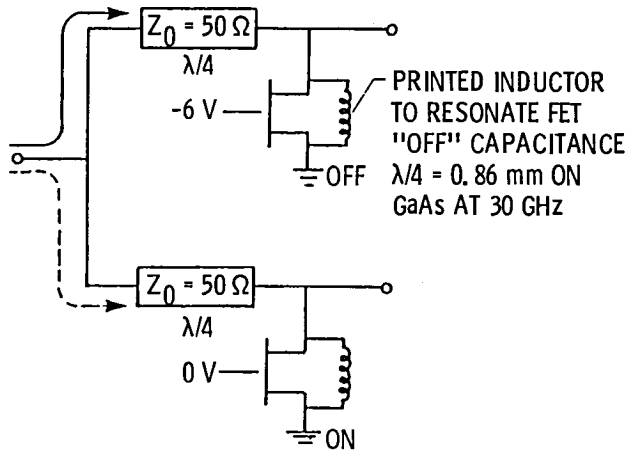 Z0 = 50 Ω
λ/4
-6 V
PRINTED INDUCTOR
TO RESONATE FET
"OFF" CAPACITANCE
λ/4 = 0.86 mm ON
GaAs AT 30 GHz
OFF
Z0 = 50 Ω
λ/4
0 V
ON